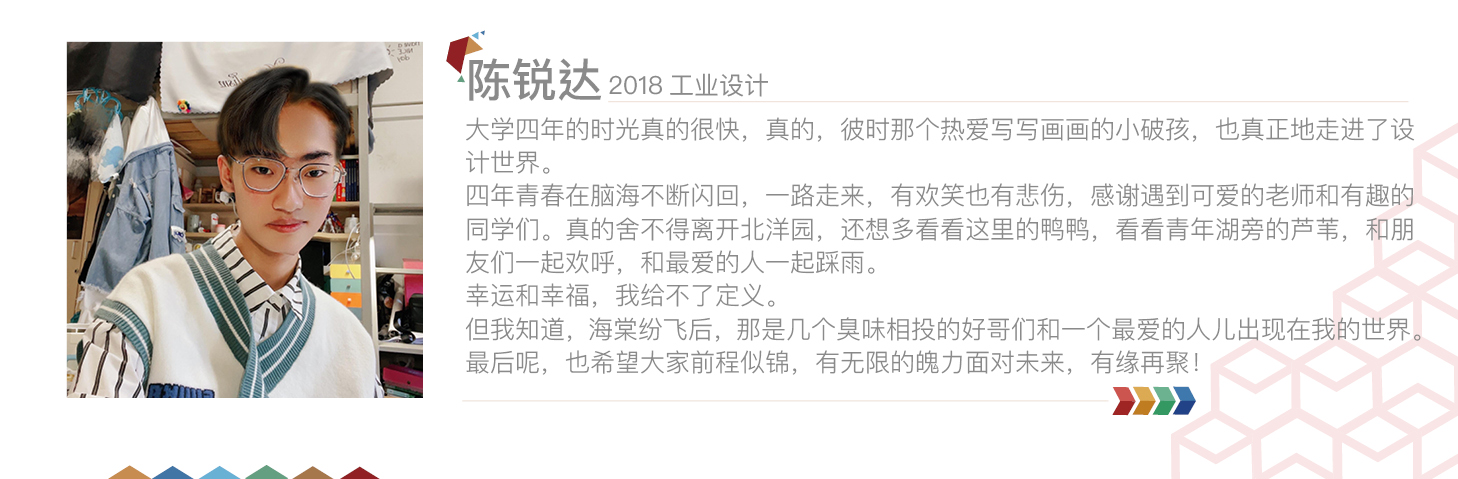 陈锐达 2018 工业设计
大学四年的时光真的很快，真的，彼时那个热爱写写画画的小破孩，也真正地走进了设
计世界。
四年青春在脑海不断闪回，一路走来，有欢笑也有悲伤，感谢遇到可爱的老师和有趣的
同学们。真的舍不得离开北洋园，还想多看看这里的鸭鸭，看看青年湖旁的芦苇，和朋
友们一起欢呼，和最爱的人一起踩雨。
幸运和幸福，我给不了定义。
但我知道，海棠纷飞后，那是几个臭味相投的好哥们和一个最爱的人儿出现在我的世界。
最后呢，也希望大家前程似锦，有无限的魄力面对未来，有缘再聚！